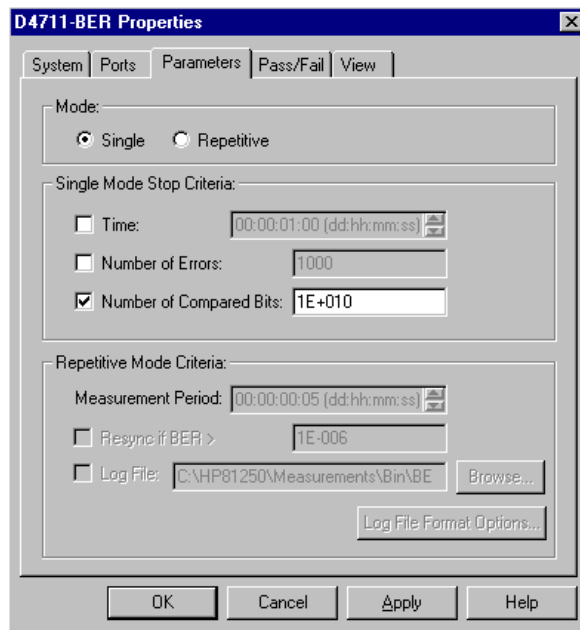 D4711-BER Properties
System Ports Parameters Pass/Fail View
Mode:
Single Repetitive
Single Mode Stop Criteria:
Time: 00:00:01:00 (dd:hh:mm:ss)
Number of Errors: 1000
Number of Compared Bits: 1E+010
Repetitive Mode Criteria:
Measurement Period: 00:00:00:05 (dd:hh:mm:ss)
Resync if BER > 1E-006
Log File: C:\HP81250\Measurements\Bin\BE Browse...
Log File Format Options...
OK Cancel Apply Help